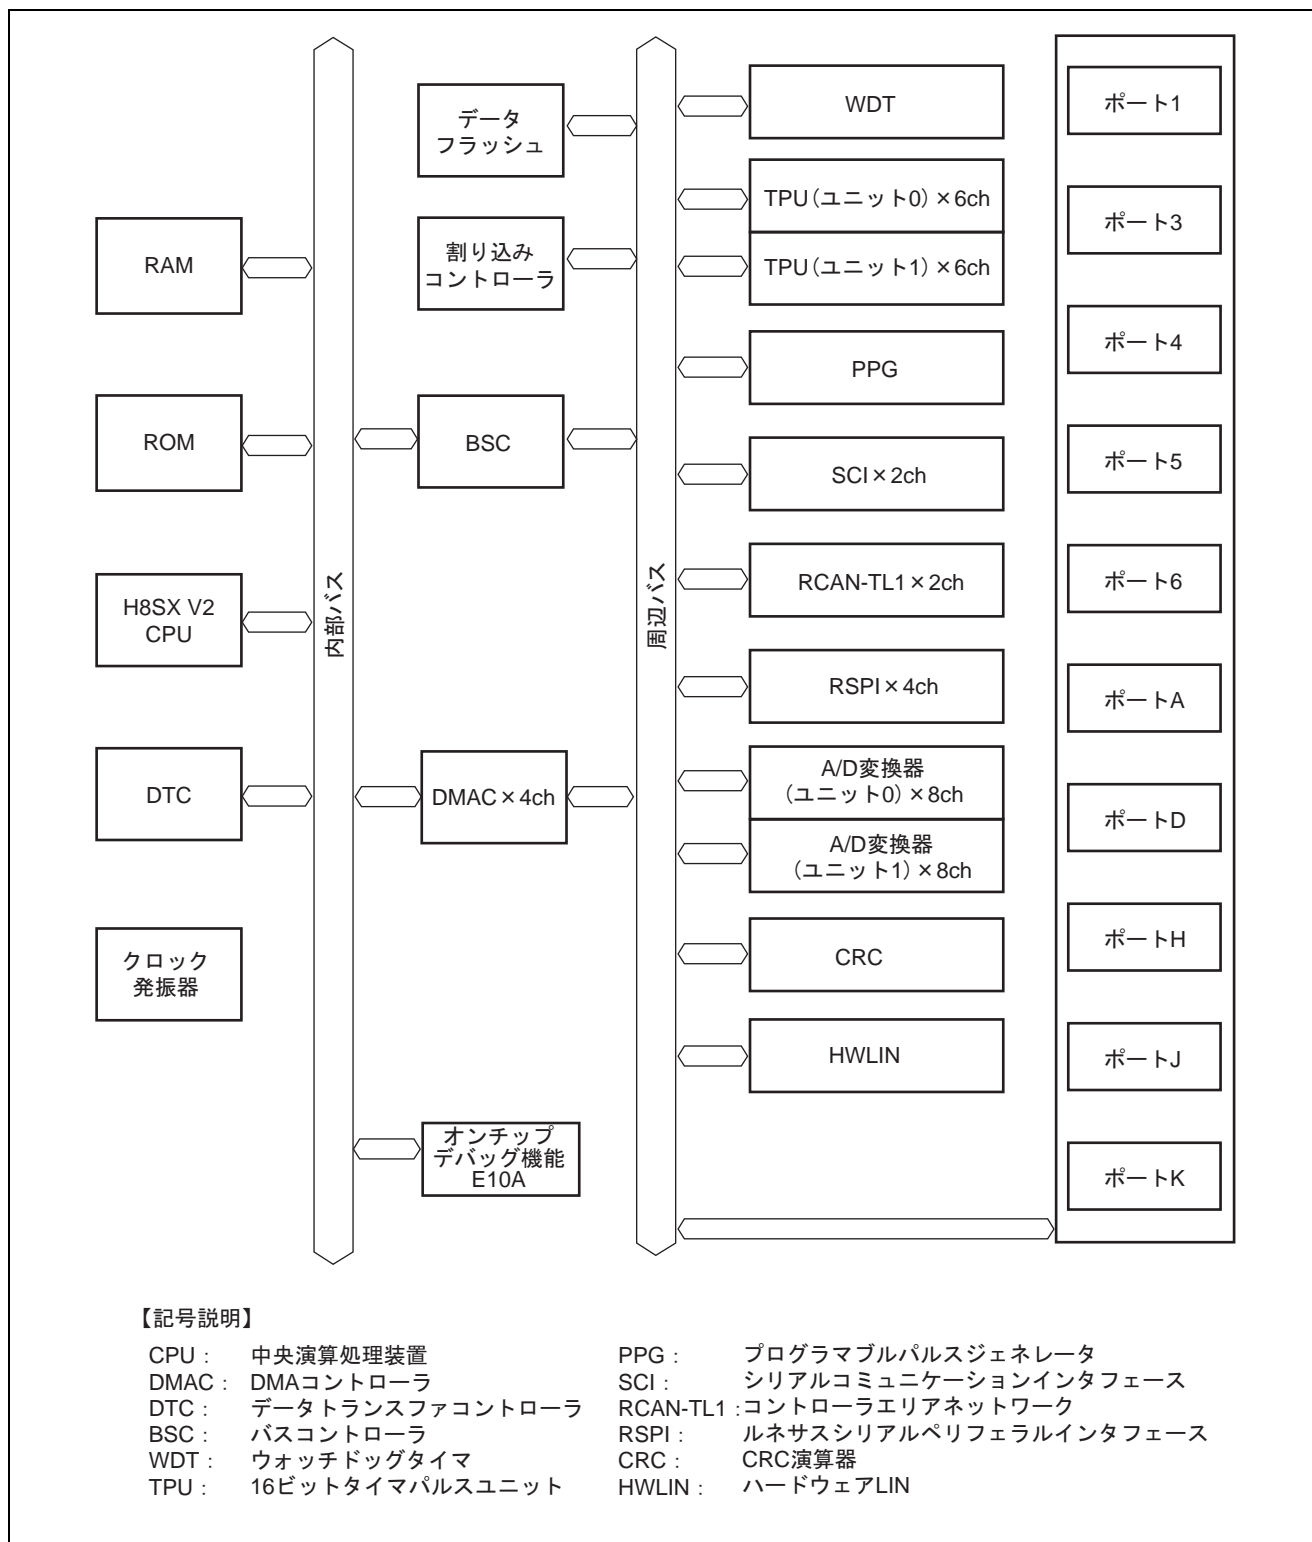 RAM
ROM
H8SX V2
CPU
DTC
クロック
発振器
内部バス
データ
フラッシュ
割り込み
コントローラ
BSC
DMAC×4ch
オンチップ
デバッグ機能
E10A
周辺バス
WDT
TPU(ユニット0)×6ch
TPU(ユニット1)×6ch
PPG
SCI×2ch
RCAN-TL1×2ch
RSPI×4ch
A/D変換器
(ユニット0)×8ch
A/D変換器
(ユニット1)×8ch
CRC
HWLIN
ポート1
ポート3
ポート4
ポート5
ポート6
ポートA
ポートD
ポートH
ポートJ
ポートK
【記号説明】
CPU： 中央演算処理装置
DMAC： DMAコントローラ
DTC： データトランスファコントローラ
BSC： バスコントローラ
WDT： ウォッチドッグタイマ
TPU： 16ビットタイマパルスユニット
PPG： プログラマブルパルスジェネレータ
SCI： シリアルコミュニケーションインタフェース
RCAN-TL1：コントローラエリアネットワーク
RSPI： ルネサスシリアルペリフェラルインタフェース
CRC： CRC演算器
HWLIN： ハードウェアLIN